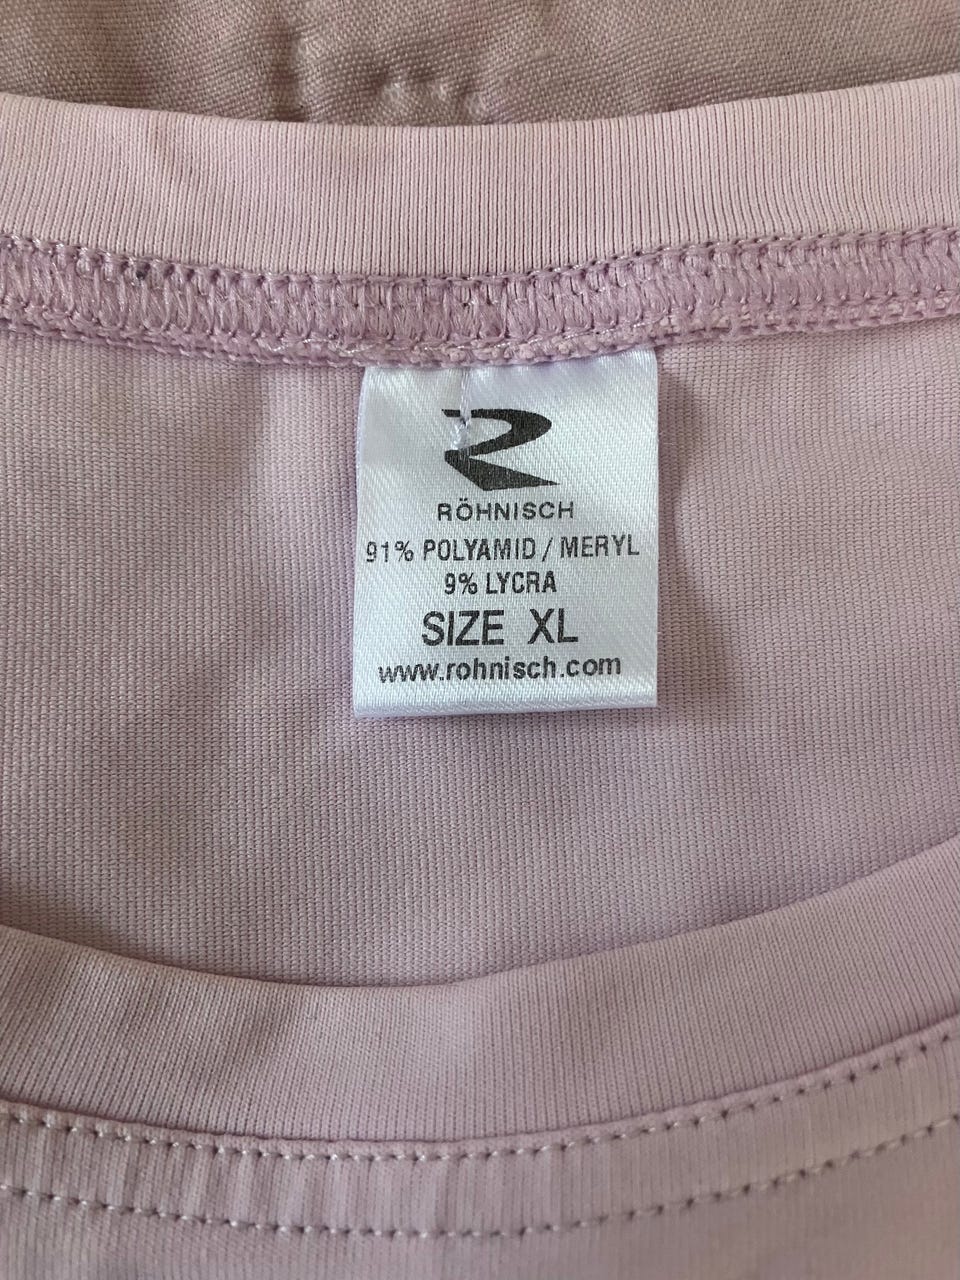 RÖHNISCH
91% POLYAMID / MERYL
9% LYCRA
SIZE XL
www.rohnisch.com